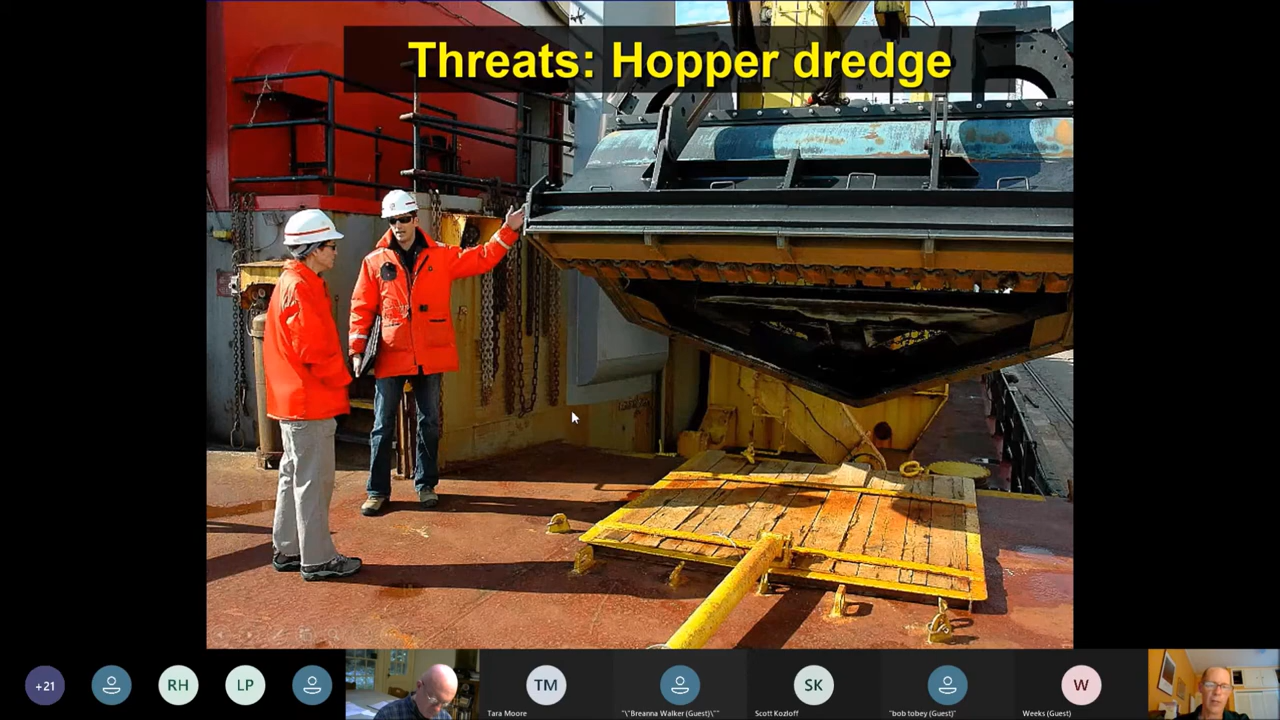 Threats: Hopper dredge
+21
RH
LP
TM
SK
W
Tara Moore
"\"Breanna Walker (Guest)\""
Scott Kozloff
"bob tobey (Guest)"
Weeks (Guest)